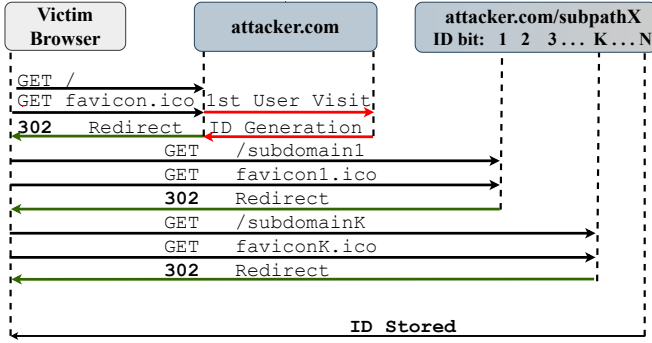 Victim
Browser
attacker.com
attacker.com/subpathX
ID bit: 1 2 3 . . . K . . . N
GET /
GET favicon.ico 1st User Visit
302 Redirect ID Generation
GET /subdomain1
GET favicon1.ico
302 Redirect
GET /subdomainK
GET faviconK.ico
302 Redirect
ID Stored